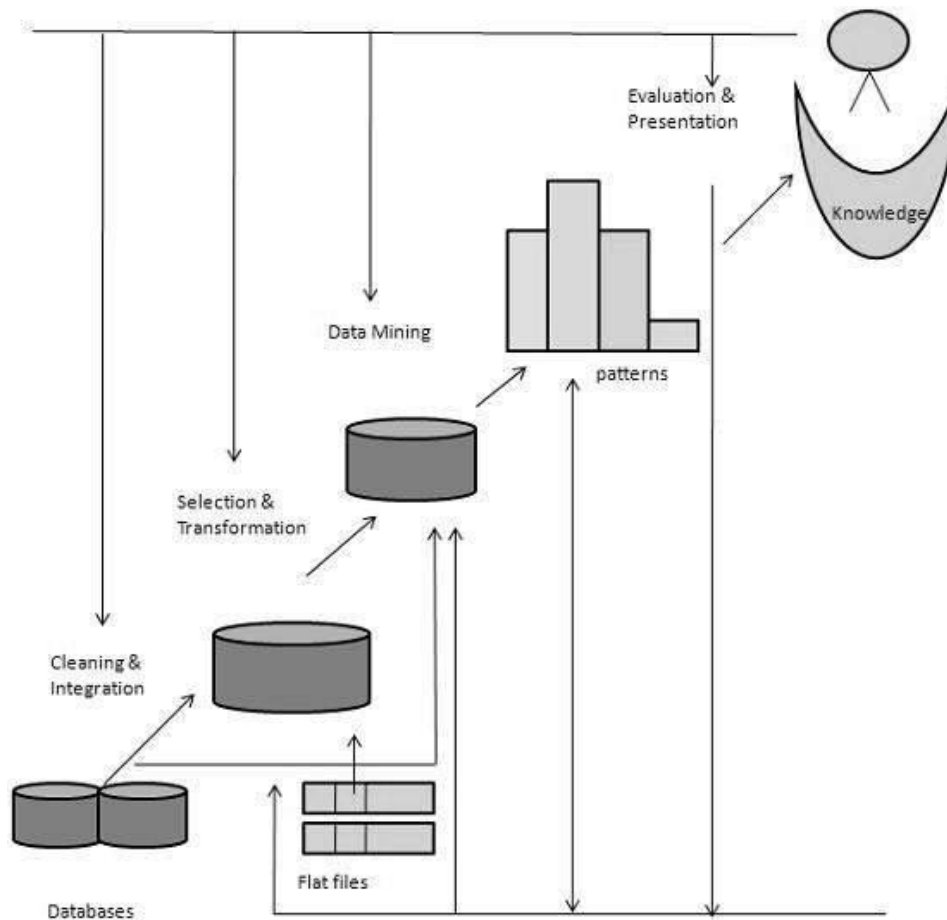 Evaluation &
Presentation
Knowledge
Data Mining
patterns
Selection &
Transformation
Cleaning &
Integration
Flat files
Databases